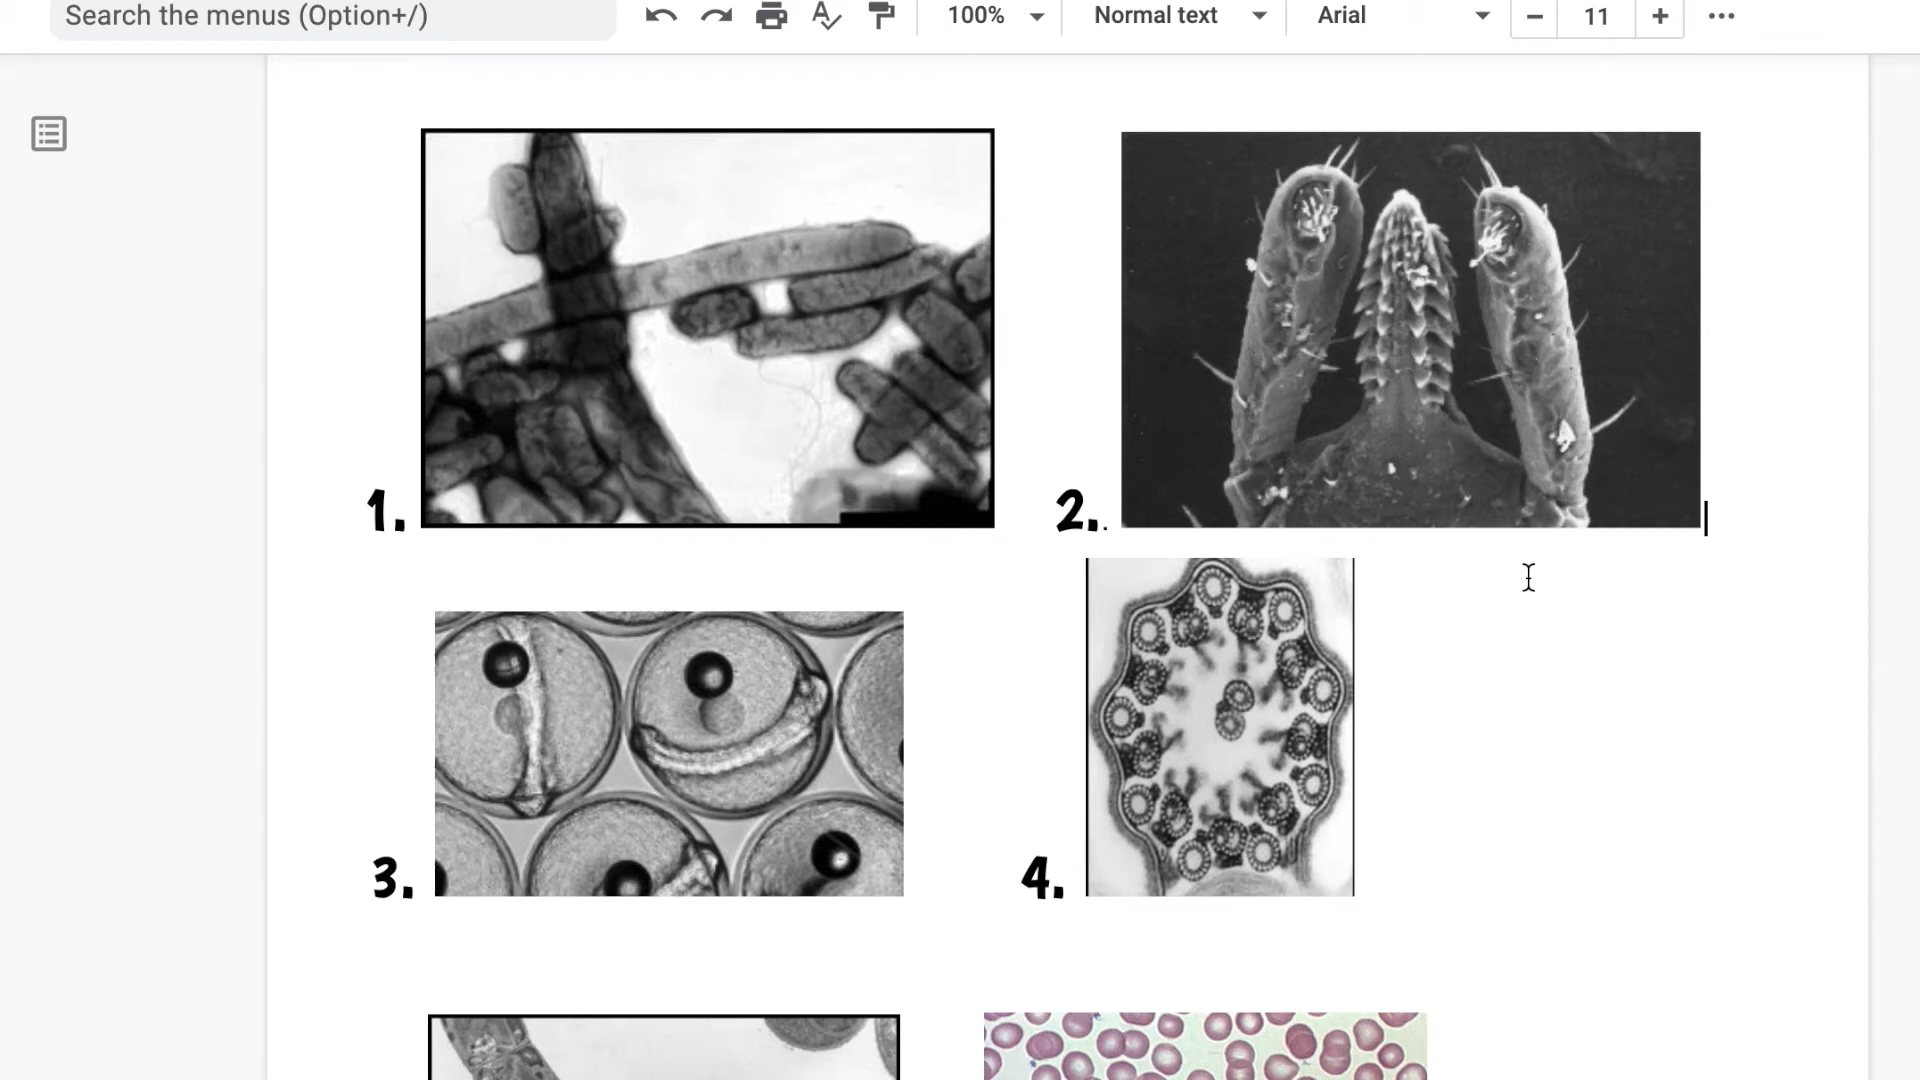 Search the menus (Option+/)
100%
Normal text
Arial
11
1.
2..
3.
4.